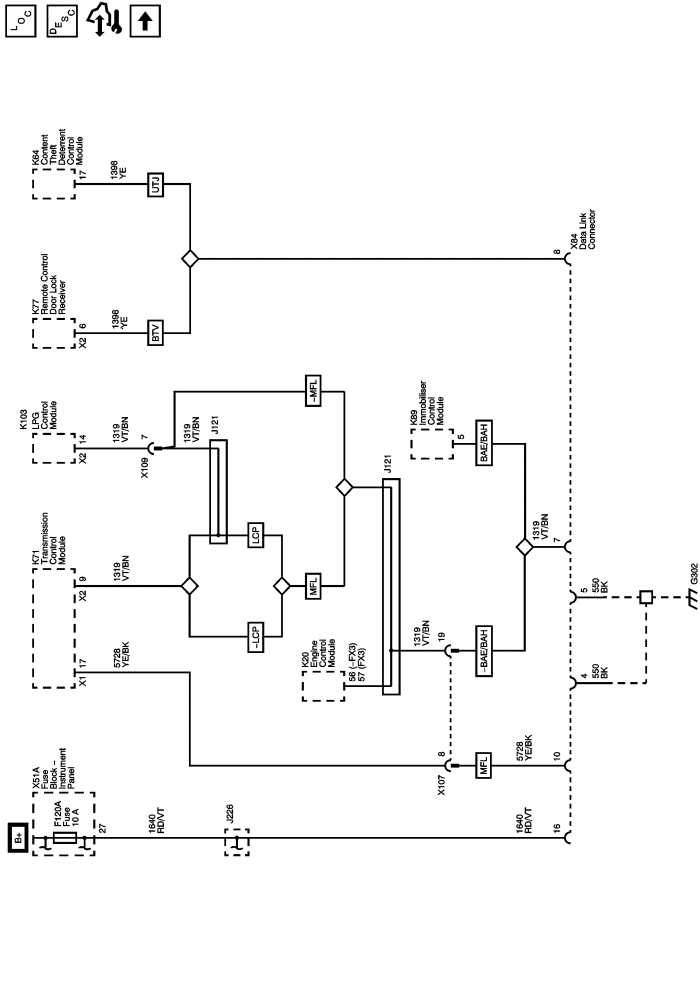 LOC
DESC
B+
X51A
Fuse
Block –
Instrument
Panel
F120A
Fuse
10 A
27
1640
RD/VT
J226
1640
RD/VT
16
K71
Transmission
Control
Module
X1
17
5728
YE/BK
X2
9
1319
VT/BN
K103
LPG
Control
Module
X2
14
1319
VT/BN
X109
7
1319
VT/BN
J121
K77
Remote Control
Door Lock
Receiver
X2
6
1398
YE
BTV
K64
Content
Theft
Deterrent
Control
Module
17
1398
YE
UTJ
–LCP
LCP
MFL
–MFL
K20
Engine
Control
Module
56 (–FX3)
57 (FX3)
J121
K89
Immobiliser
Control
Module
5
BAE/BAH
1319
VT/BN
19
–BAE/BAH
1319
VT/BN
7
X107
8
MFL
5728
YE/BK
10
8
X84
Data Link
Connector
4
550
BK
5
550
BK
G302